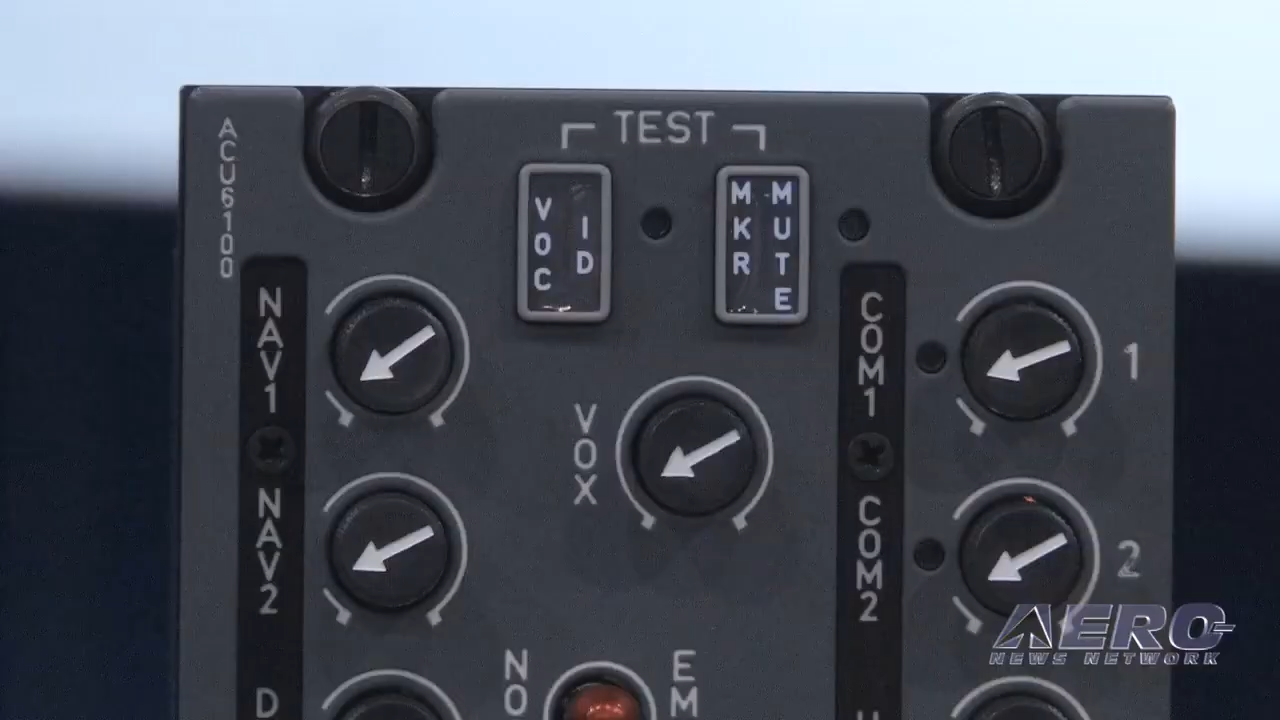 ACU6100
TEST
VOC
ID
MKR
MUTE
NAV1
COM1
1
VOX
NAV2
COM2
2
NO
EM
D
AERO
NEWS NETWORK